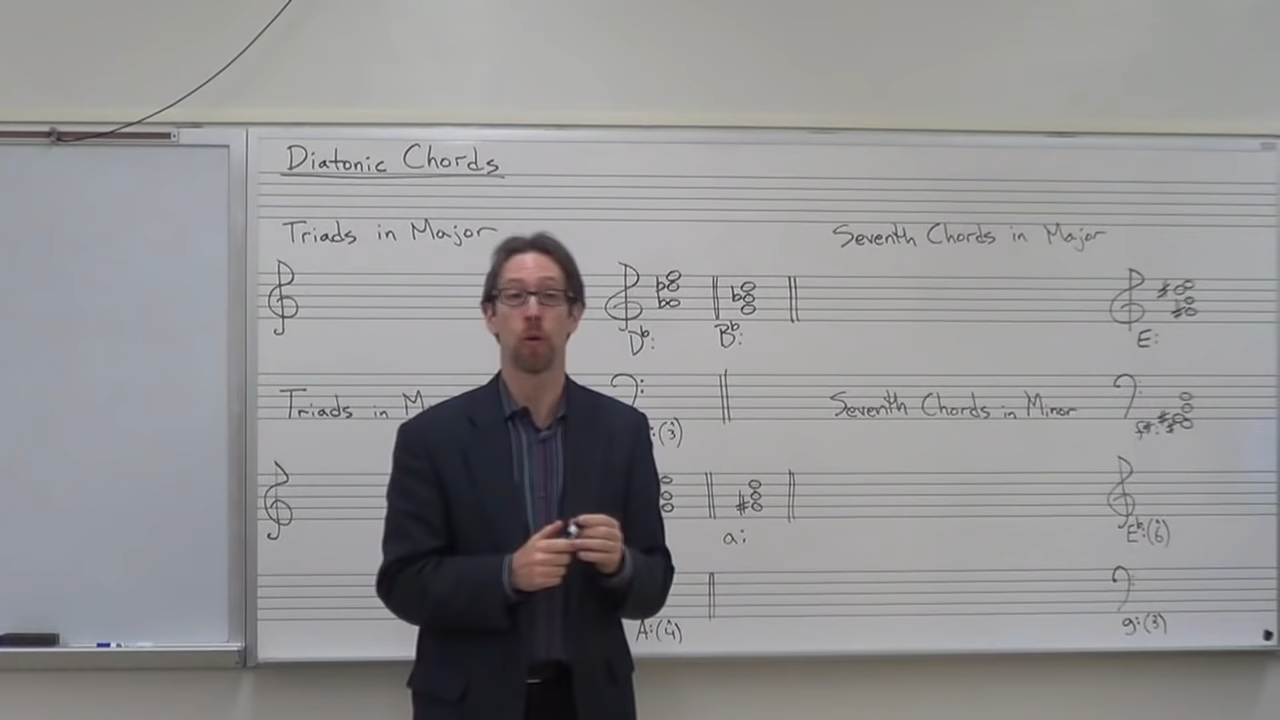 Diatonic Chords
Triads in Major
Seventh Chords in Major
D♭:
B♭:
E:
Triads in M
Seventh Chords in Minor
:(3̂)
f#:
a:
E♭:(6̂)
A:(4̂)
g:(3)